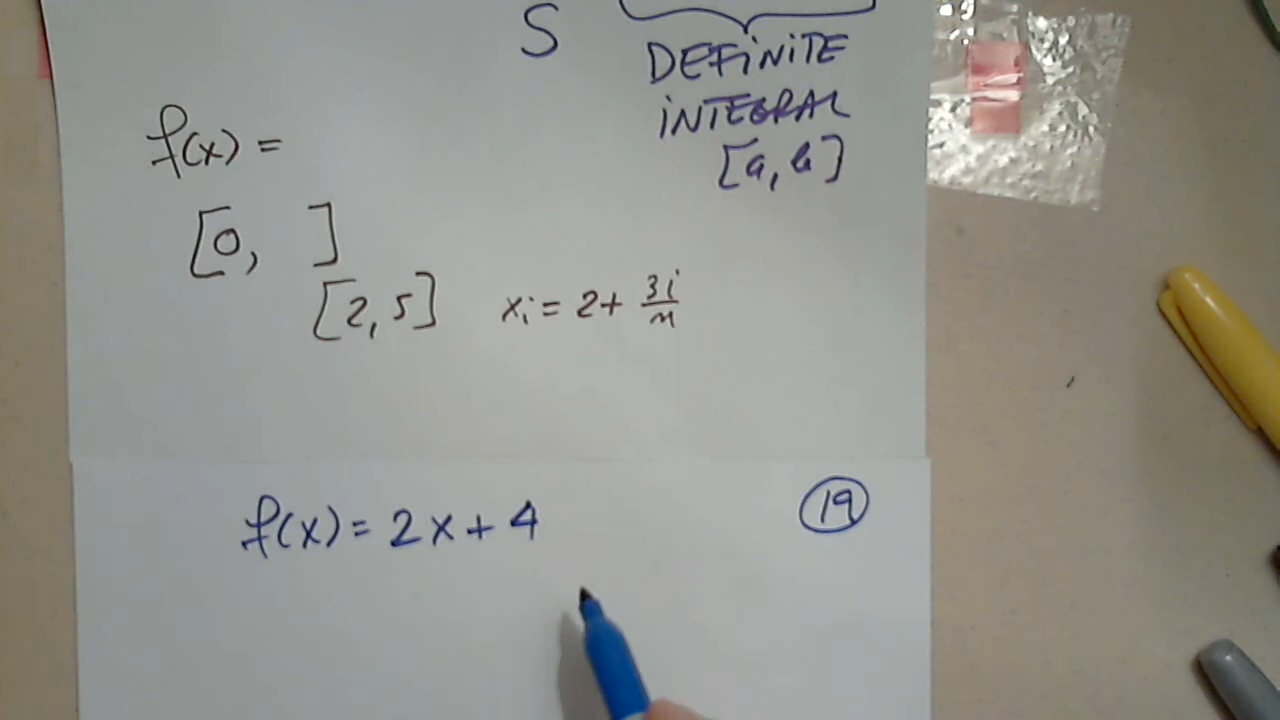 S
DEFINITE
INTEGRAL
[a, b]
f(x) =
[0, ]
[2, 5] xi = 2 + 3i/n
f(x) = 2x + 4
19